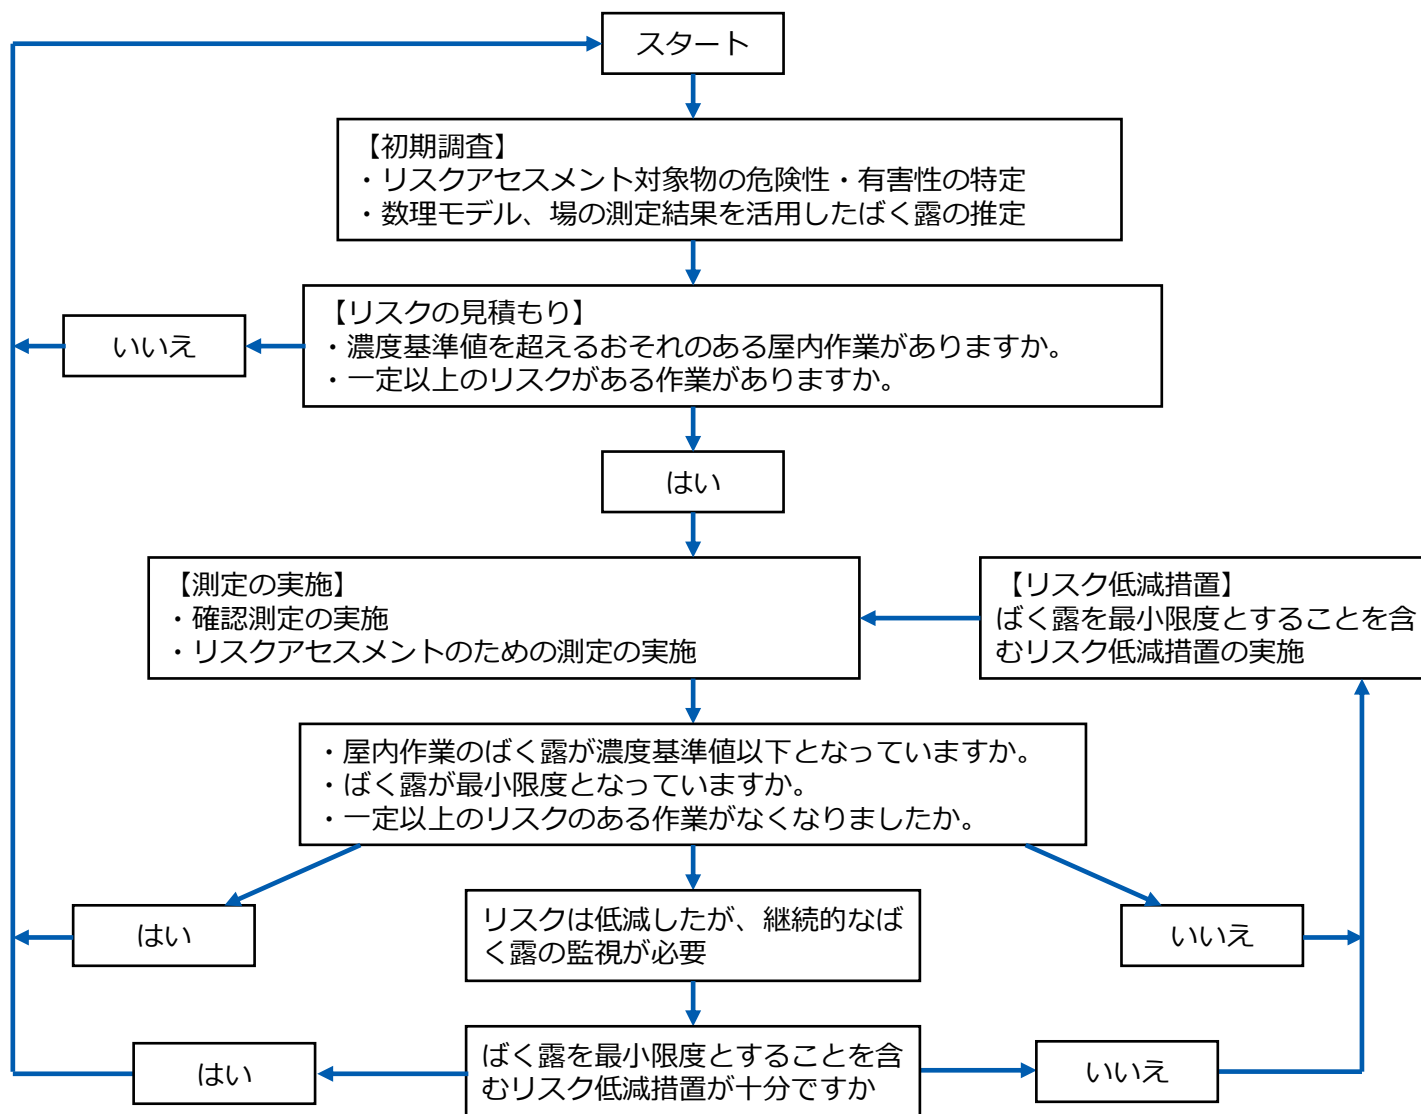 スタート
【初期調査】
・リスクアセスメント対象物の危険性・有害性の特定
・数理モデル、場の測定結果を活用したばく露の推定
【リスクの見積もり】
・濃度基準値を超えるおそれのある屋内作業がありますか。
・一定以上のリスクがある作業がありますか。
いいえ
はい
【測定の実施】
・確認測定の実施
・リスクアセスメントのための測定の実施
【リスク低減措置】
ばく露を最小限度とすることを含
むリスク低減措置の実施
・屋内作業のばく露が濃度基準値以下となっていますか。
・ばく露が最小限度となっていますか。
・一定以上のリスクのある作業がなくなりましたか。
はい
リスクは低減したが、継続的なば
く露の監視が必要
いいえ
はい
ばく露を最小限度とすることを含
むリスク低減措置が十分ですか
いいえ